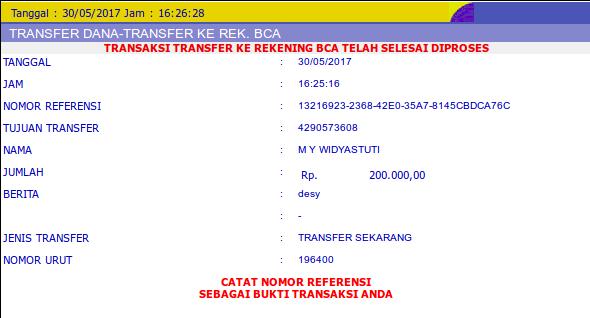 Tanggal : 30/05/2017 Jam : 16:26:28
TRANSFER DANA-TRANSFER KE REK. BCA
TRANSAKSI TRANSFER KE REKENING BCA TELAH SELESAI DIPROSES
TANGGAL : 30/05/2017
JAM : 16:25:16
NOMOR REFERENSI : 13216923-2368-42E0-35A7-8145CBDCA76C
TUJUAN TRANSFER : 4290573608
NAMA : M Y WIDYASTUTI
JUMLAH : Rp. 200.000,00
BERITA : desy
: -
JENIS TRANSFER : TRANSFER SEKARANG
NOMOR URUT : 196400
CATAT NOMOR REFERENSI
SEBAGAI BUKTI TRANSAKSI ANDA